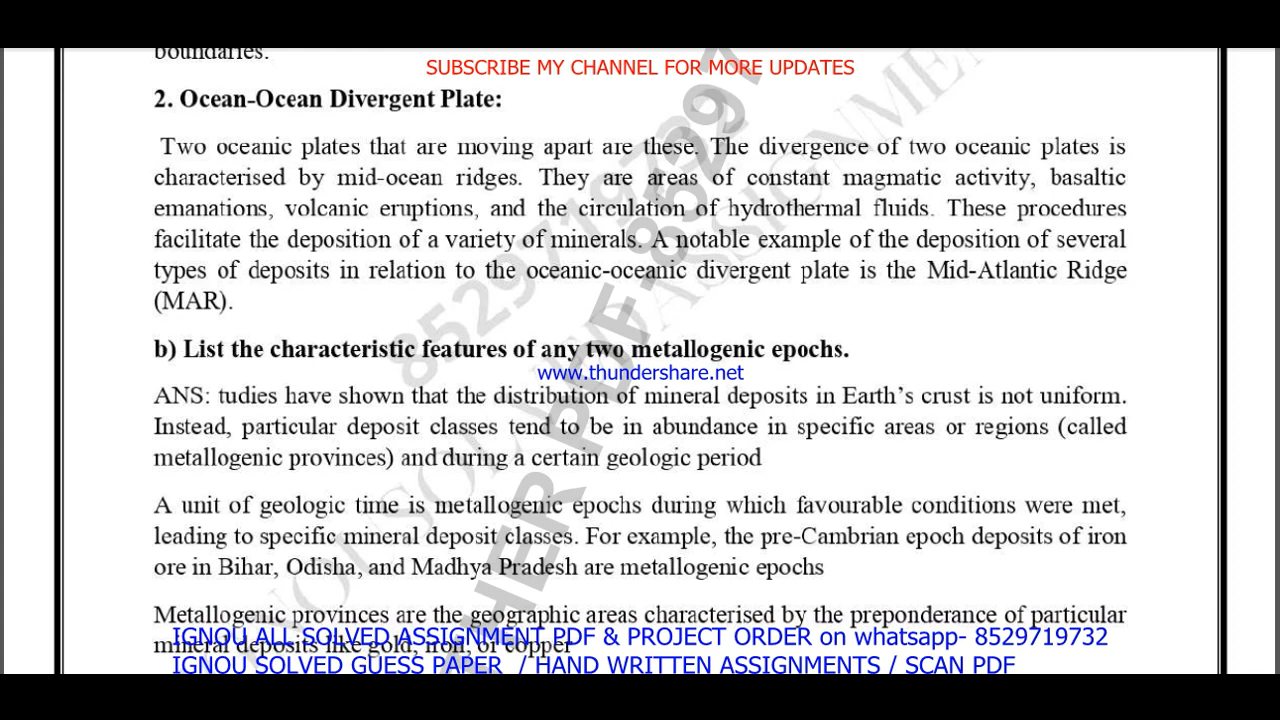 boundaries.
SUBSCRIBE MY CHANNEL FOR MORE UPDATES
2. Ocean-Ocean Divergent Plate:
Two oceanic plates that are moving apart are these. The divergence of two oceanic plates is
characterised by mid-ocean ridges. They are areas of constant magmatic activity, basaltic
emanations, volcanic eruptions, and the circulation of hydrothermal fluids. These procedures
facilitate the deposition of a variety of minerals. A notable example of the deposition of several
types of deposits in relation to the oceanic-oceanic divergent plate is the Mid-Atlantic Ridge
(MAR).
b) List the characteristic features of any two metallogenic epochs.
www.thundershare.net
ANS: tudies have shown that the distribution of mineral deposits in Earth's crust is not uniform.
Instead, particular deposit classes tend to be in abundance in specific areas or regions (called
metallogenic provinces) and during a certain geologic period
A unit of geologic time is metallogenic epochs during which favourable conditions were met,
leading to specific mineral deposit classes. For example, the pre-Cambrian epoch deposits of iron
ore in Bihar, Odisha, and Madhya Pradesh are metallogenic epochs
Metallogenic provinces are the geographic areas characterised by the preponderance of particular
mineral deposits like gold, iron, or copper
IGNOU ALL SOLVED ASSIGNMENT PDF & PROJECT ORDER on whatsapp- 8529719732
IGNOU SOLVED GUESS PAPER / HAND WRITTEN ASSIGNMENTS / SCAN PDF